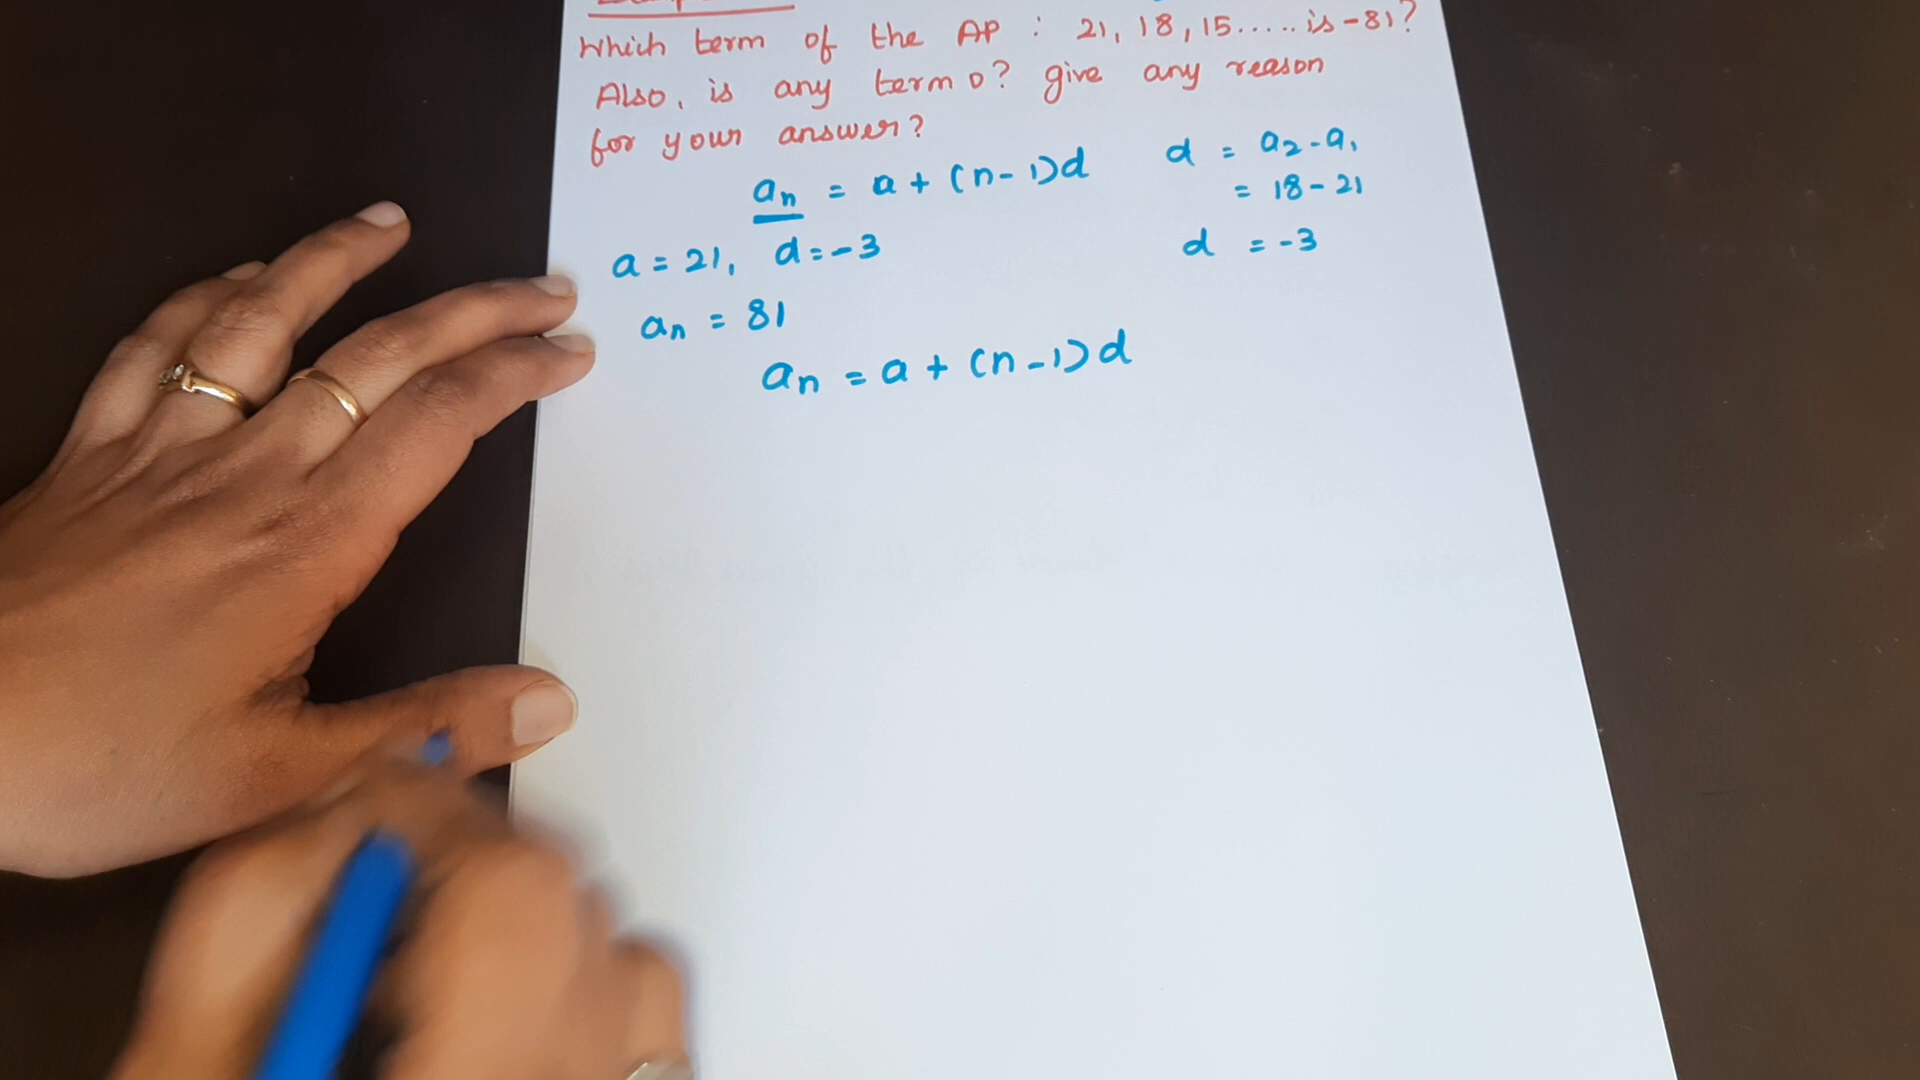 Which term of the AP : 21, 18, 15..... is -81?
Also, is any term 0? give any reason
for your answer?
an = a + (n-1)d
d = a2 - a1
= 18 - 21
a = 21, d = -3
d = -3
an = 81
an = a + (n-1)d